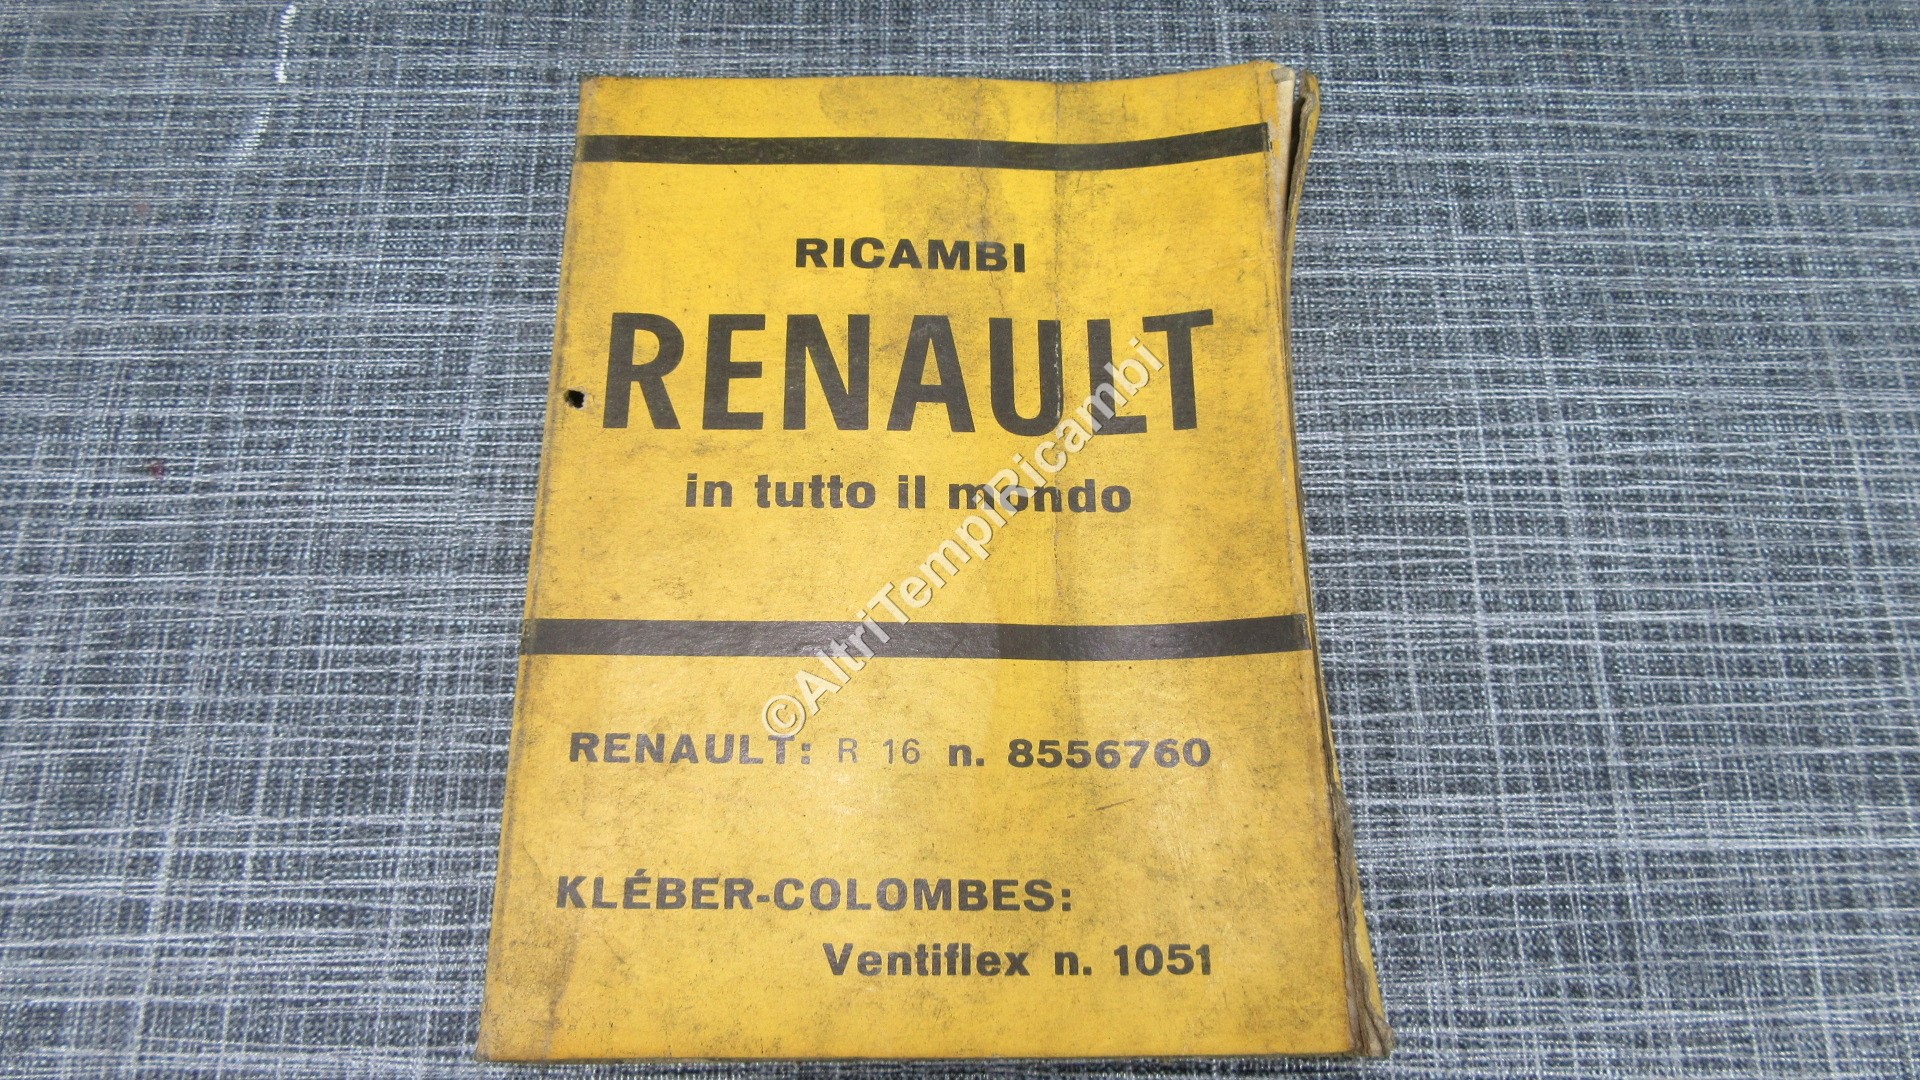 RICAMBI
RENAULT
in tutto il mondo
RENAULT: R 16 n. 8556760
KLÉBER-COLOMBES:
Ventiflex n. 1051
©AltriTempiRicambi